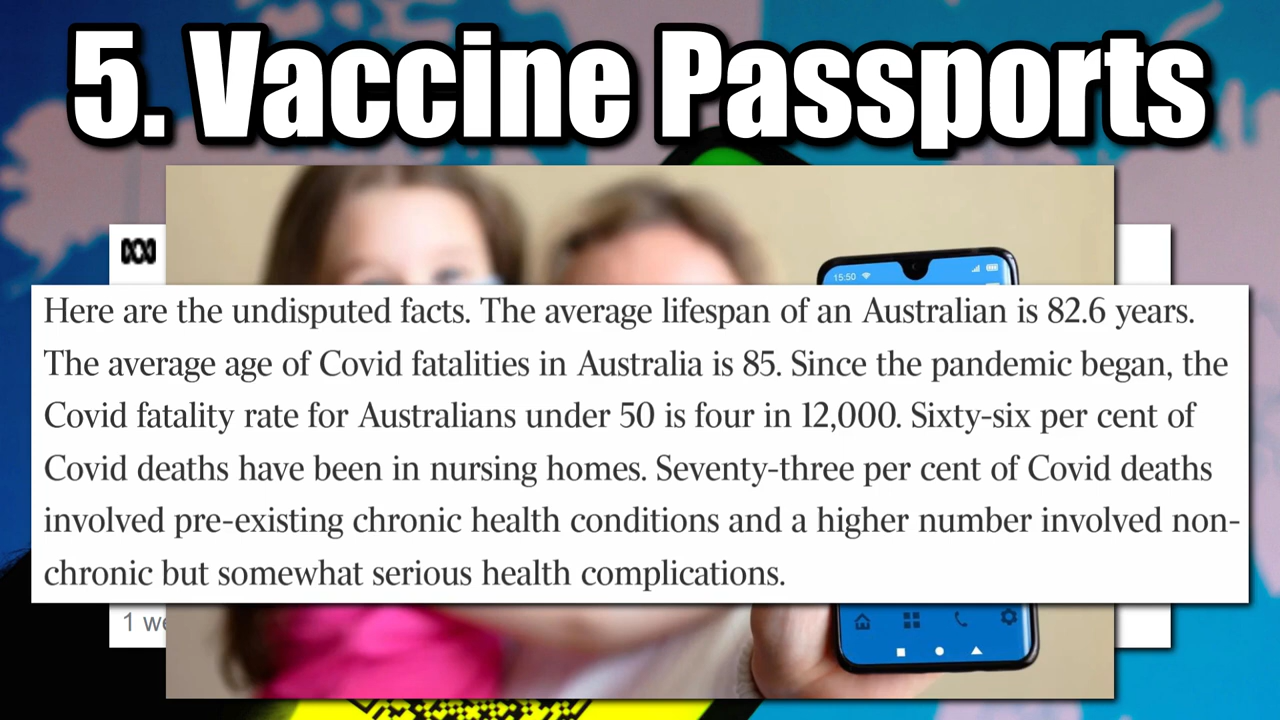 5. Vaccine Passports
15:50
Here are the undisputed facts. The average lifespan of an Australian is 82.6 years.
The average age of Covid fatalities in Australia is 85. Since the pandemic began, the
Covid fatality rate for Australians under 50 is four in 12,000. Sixty-six per cent of
Covid deaths have been in nursing homes. Seventy-three per cent of Covid deaths
involved pre-existing chronic health conditions and a higher number involved non-
chronic but somewhat serious health complications.
1 we